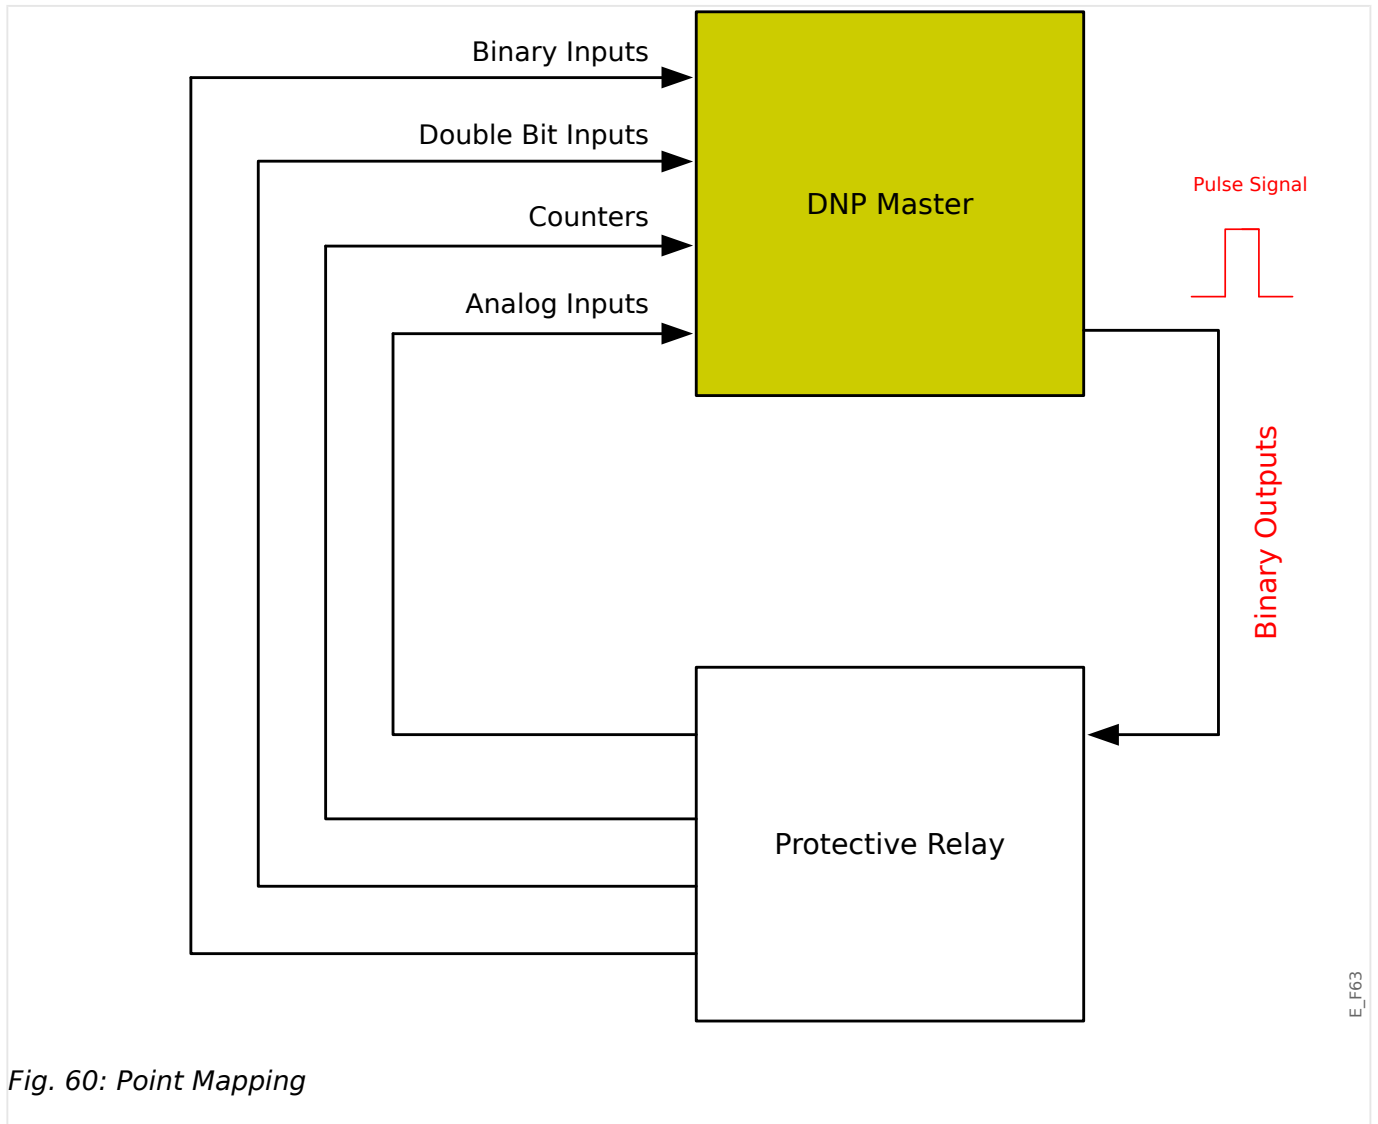 Binary Inputs
Double Bit Inputs
Counters
Analog Inputs
DNP Master
Pulse Signal
Binary Outputs
Protective Relay
E_F63
Fig. 60: Point Mapping